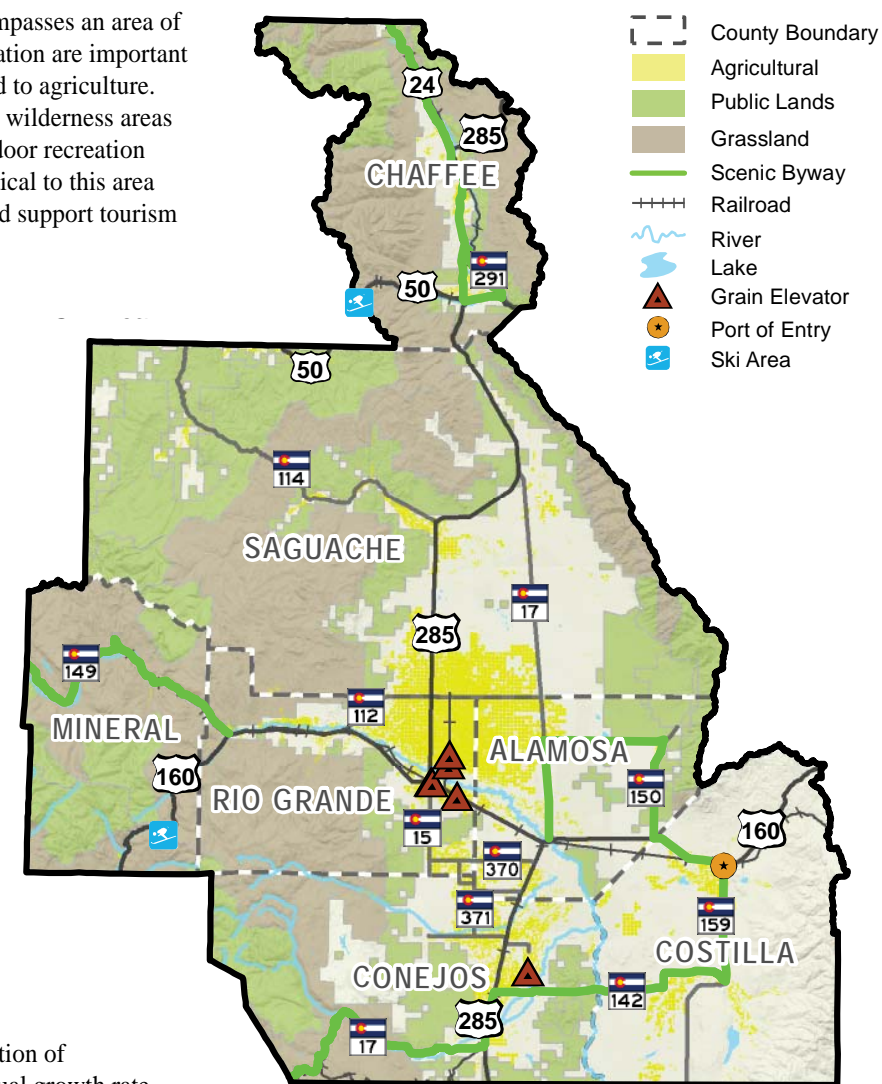 mpasses an area of
ation are important
d to agriculture.
wilderness areas
door recreation
ical to this area
d support tourism
County Boundary
Agricultural
Public Lands
Grassland
Scenic Byway
Railroad
River
Lake
Grain Elevator
Port of Entry
Ski Area
24
285
CHAFFEE
291
50
50
114
SAGUACHE
17
285
149
112
MINERAL
ALAMOSA
160
RIO GRANDE
150
15
160
370
371
159
CONEJOS
COSTILLA
142
285
17
tion of
ual growth rate